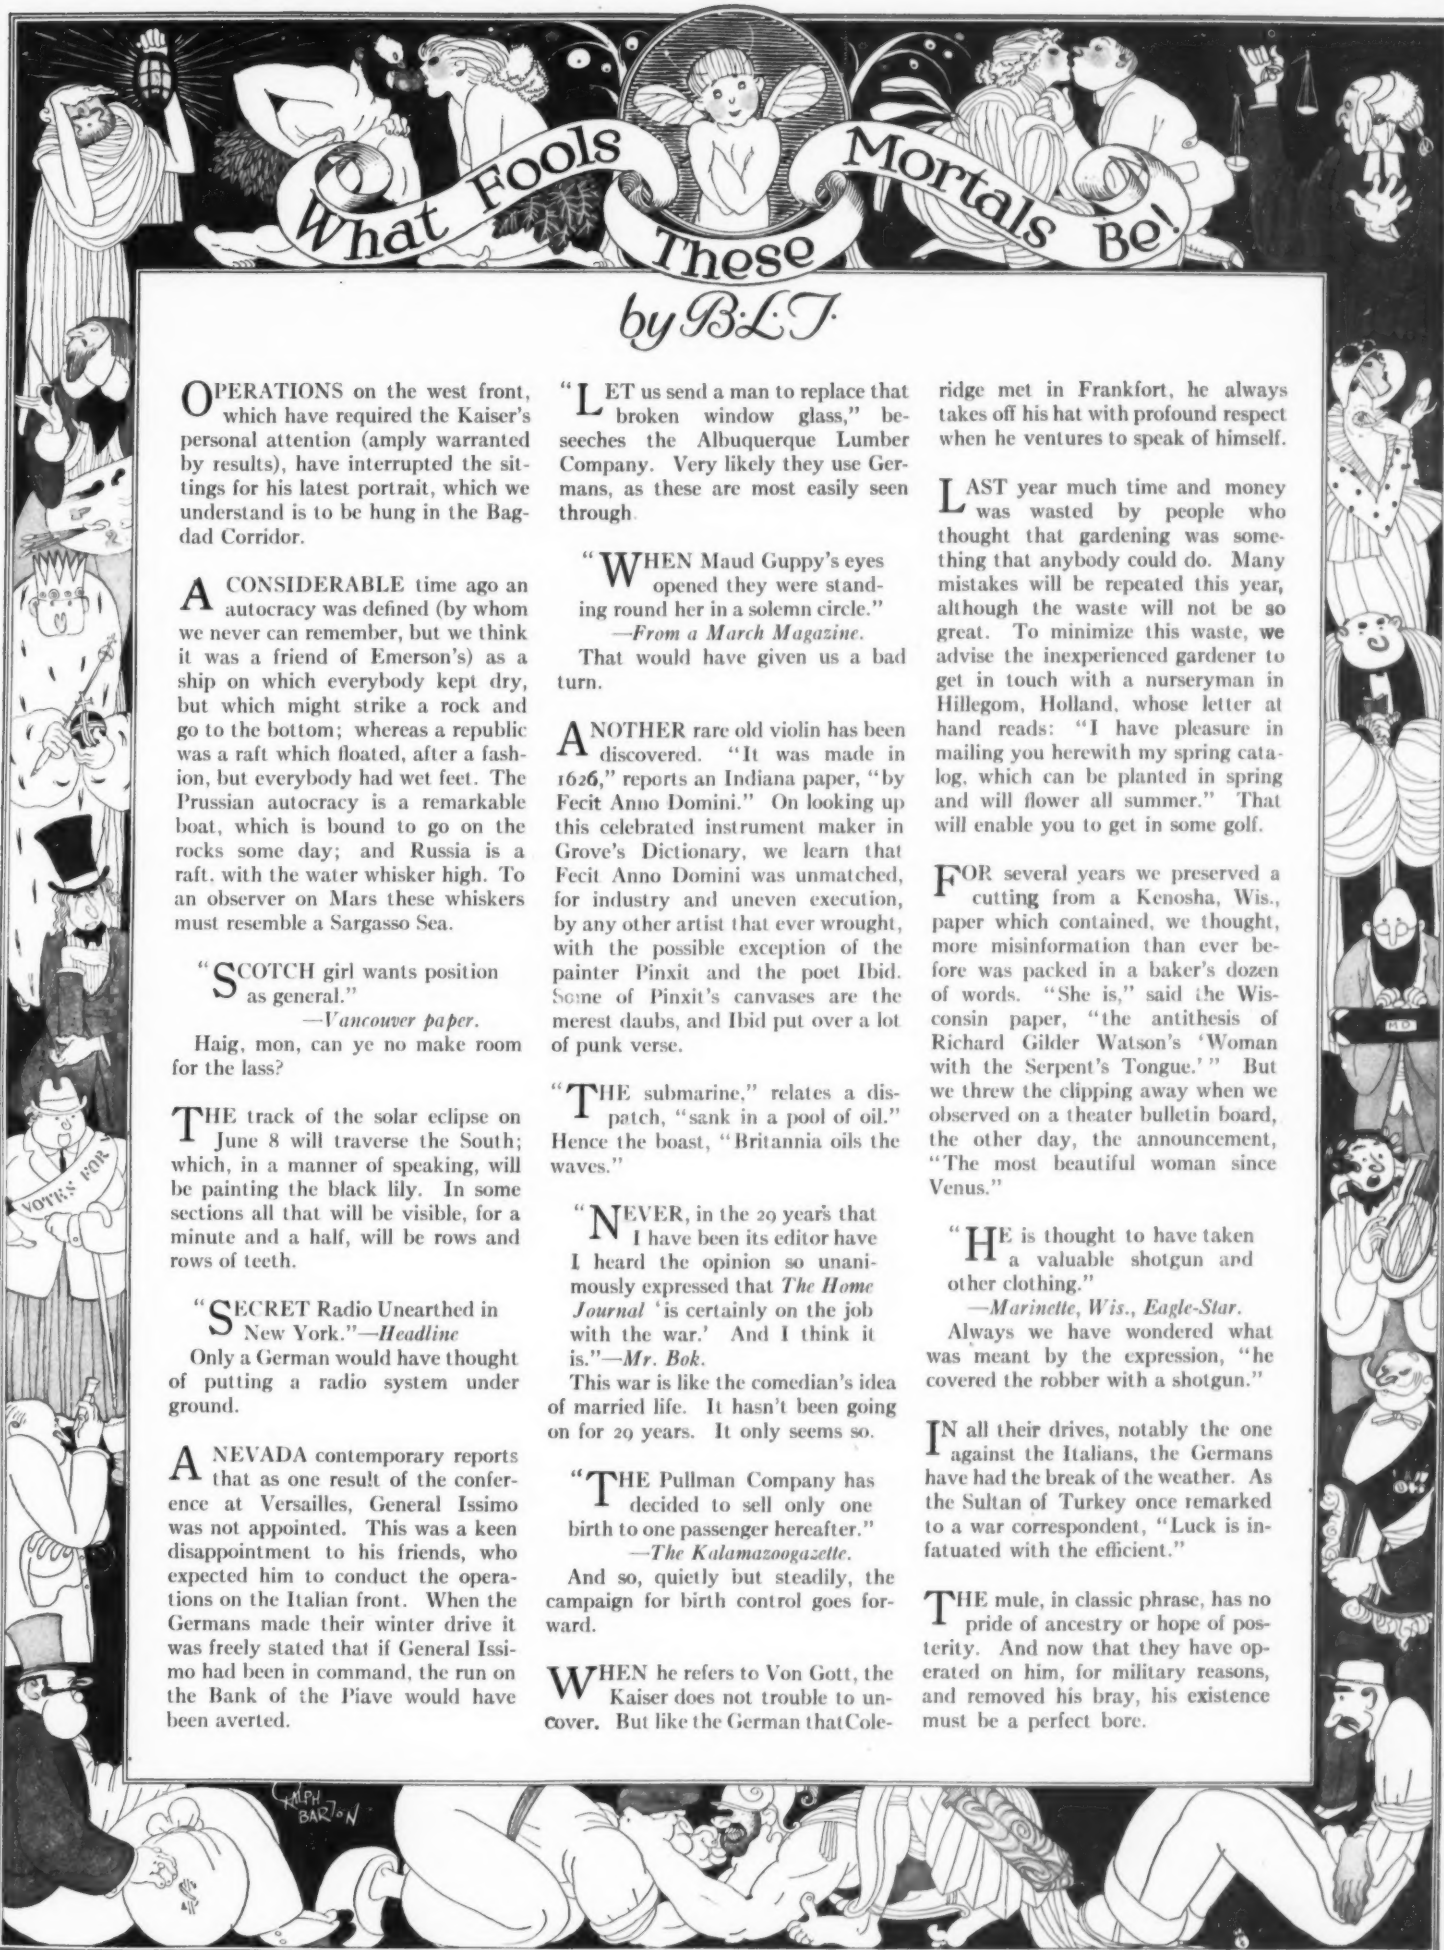 What Fools These Mortals Be!
by B.L.T.
OPERATIONS on the west front,
which have required the Kaiser's
personal attention (amply warranted
by results), have interrupted the sit-
tings for his latest portrait, which we
understand is to be hung in the Bag-
dad Corridor.
A CONSIDERABLE time ago an
autocracy was defined (by whom
we never can remember, but we think
it was a friend of Emerson's) as a
ship on which everybody kept dry,
but which might strike a rock and
go to the bottom; whereas a republic
was a raft which floated, after a fash-
ion, but everybody had wet feet. The
Prussian autocracy is a remarkable
boat, which is bound to go on the
rocks some day; and Russia is a
raft, with the water whisker high. To
an observer on Mars these whiskers
must resemble a Sargasso Sea.
"SCOTCH girl wants position
as general."
—Vancouver paper.
Haig, mon, can ye no make room
for the lass?
THE track of the solar eclipse on
June 8 will traverse the South;
which, in a manner of speaking, will
be painting the black lily. In some
sections all that will be visible, for a
minute and a half, will be rows and
rows of teeth.
"SECRET Radio Unearthed in
New York."—Headline
Only a German would have thought
of putting a radio system under
ground.
A NEVADA contemporary reports
that as one result of the confer-
ence at Versailles, General Issimo
was not appointed. This was a keen
disappointment to his friends, who
expected him to conduct the opera-
tions on the Italian front. When the
Germans made their winter drive it
was freely stated that if General Issi-
mo had been in command, the run on
the Bank of the Piave would have
been averted.
"LET us send a man to replace that
broken window glass," be-
seeches the Albuquerque Lumber
Company. Very likely they use Ger-
mans, as these are most easily seen
through.
"WHEN Maud Guppy's eyes
opened they were stand-
ing round her in a solemn circle."
—From a March Magazine.
That would have given us a bad
turn.
ANOTHER rare old violin has been
discovered. "It was made in
1626," reports an Indiana paper, "by
Fecit Anno Domini." On looking up
this celebrated instrument maker in
Grove's Dictionary, we learn that
Fecit Anno Domini was unmatched,
for industry and uneven execution,
by any other artist that ever wrought,
with the possible exception of the
painter Pinxit and the poet Ibid.
Some of Pinxit's canvases are the
merest daubs, and Ibid put over a lot
of punk verse.
"THE submarine," relates a dis-
patch, "sank in a pool of oil."
Hence the boast, "Britannia oils the
waves."
"NEVER, in the 29 years that
I have been its editor have
I heard the opinion so unani-
mously expressed that The Home
Journal 'is certainly on the job
with the war.' And I think it
is."—Mr. Bok.
This war is like the comedian's idea
of married life. It hasn't been going
on for 29 years. It only seems so.
"THE Pullman Company has
decided to sell only one
birth to one passenger hereafter."
—The Kalamazoogazette.
And so, quietly but steadily, the
campaign for birth control goes for-
ward.
WHEN he refers to Von Gott, the
Kaiser does not trouble to un-
cover. But like the German that Cole-
ridge met in Frankfort, he always
takes off his hat with profound respect
when he ventures to speak of himself.
LAST year much time and money
was wasted by people who
thought that gardening was some-
thing that anybody could do. Many
mistakes will be repeated this year,
although the waste will not be so
great. To minimize this waste, we
advise the inexperienced gardener to
get in touch with a nurseryman in
Hillegom, Holland, whose letter at
hand reads: "I have pleasure in
mailing you herewith my spring cata-
log, which can be planted in spring
and will flower all summer." That
will enable you to get in some golf.
FOR several years we preserved a
cutting from a Kenosha, Wis.,
paper which contained, we thought,
more misinformation than ever be-
fore was packed in a baker's dozen
of words. "She is," said the Wis-
consin paper, "the antithesis of
Richard Gilder Watson's 'Woman
with the Serpent's Tongue.'" But
we threw the clipping away when we
observed on a theater bulletin board,
the other day, the announcement,
"The most beautiful woman since
Venus."
"HE is thought to have taken
a valuable shotgun and
other clothing."
—Marinette, Wis., Eagle-Star.
Always we have wondered what
was meant by the expression, "he
covered the robber with a shotgun."
IN all their drives, notably the one
against the Italians, the Germans
have had the break of the weather. As
the Sultan of Turkey once remarked
to a war correspondent, "Luck is in-
fatuated with the efficient."
THE mule, in classic phrase, has no
pride of ancestry or hope of pos-
terity. And now that they have op-
erated on him, for military reasons,
and removed his bray, his existence
must be a perfect bore.
VOTES FOR
M.D.
$
RALPH
BARTON